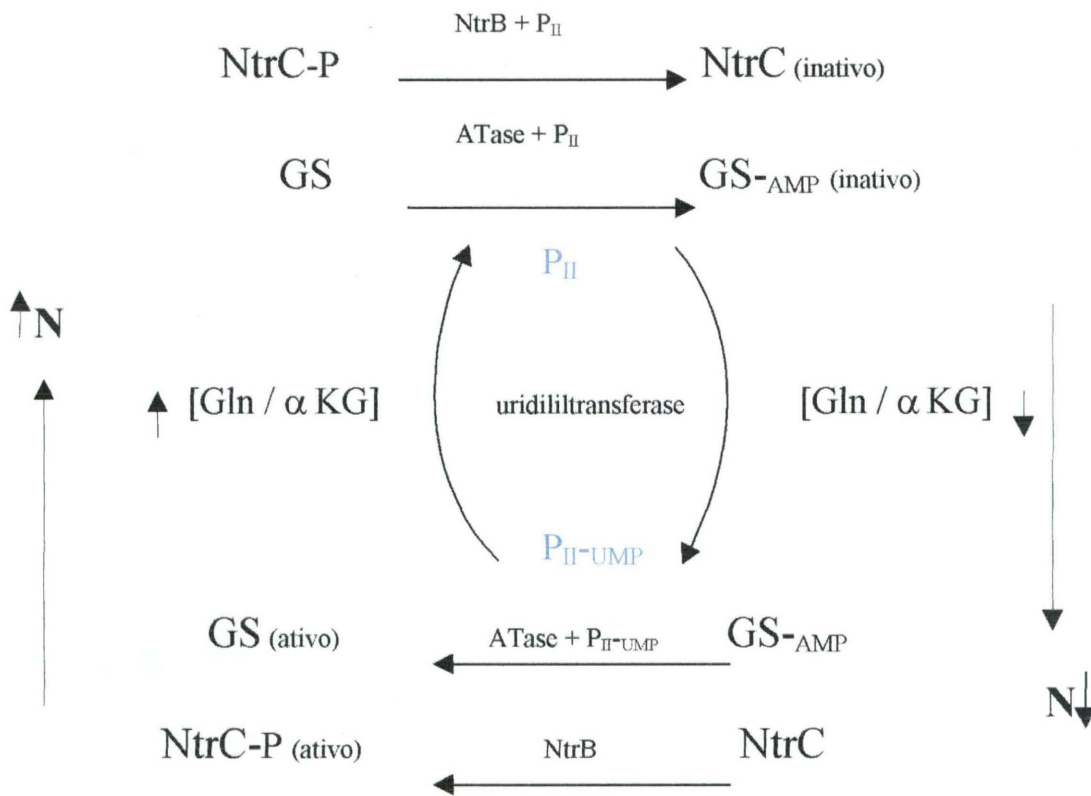 NtrB + PII
NtrC-P NtrC (inativo)
ATase + PII
GS GS-AMP (inativo)
PII
N
[Gln / α KG] uridililtransferase [Gln / α KG]
PII-UMP
GS (ativo) ATase + PII-UMP GS-AMP
N
NtrC-P (ativo) NtrB NtrC